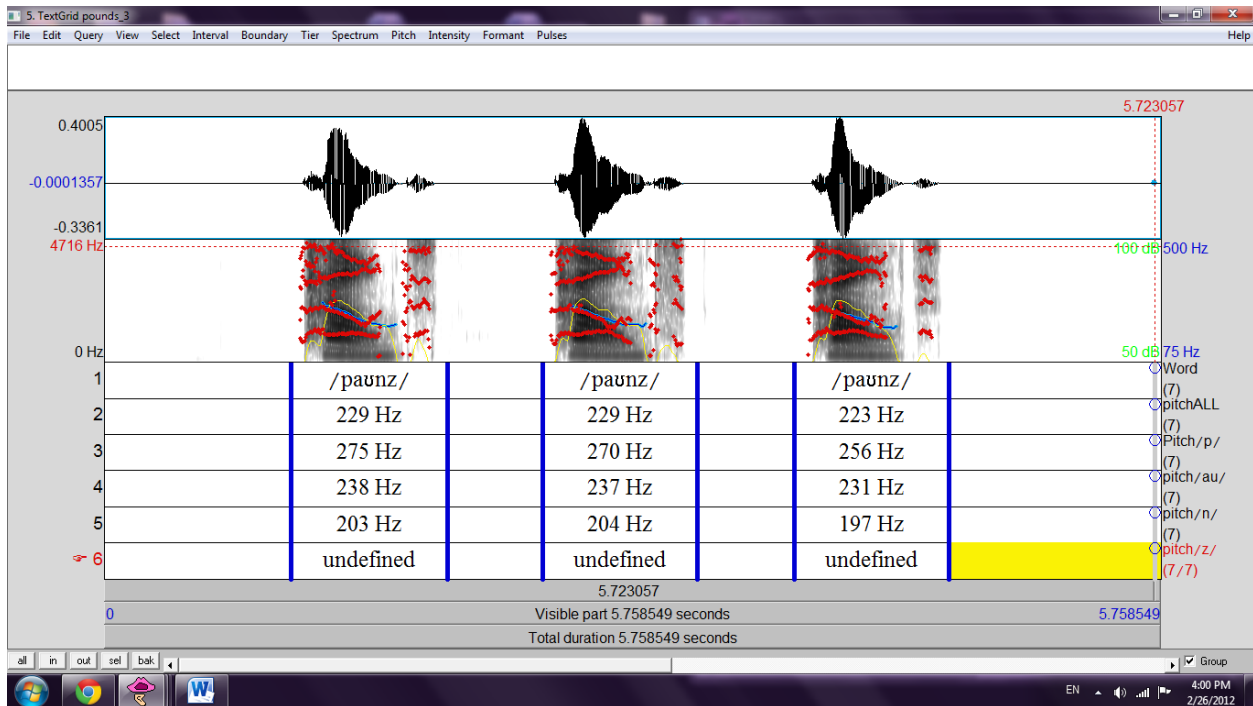 5. TextGrid pounds_3
File Edit Query View Select Interval Boundary Tier Spectrum Pitch Intensity Formant Pulses Help
5.723057
0.4005
-0.0001357
-0.3361
4716 Hz 100 dB 500 Hz
0 Hz 50 dB 75 Hz
1 /paʊnz/ /paʊnz/ /paʊnz/ Word (7)
2 229 Hz 229 Hz 223 Hz pitchALL (7)
3 275 Hz 270 Hz 256 Hz Pitch/p/ (7)
4 238 Hz 237 Hz 231 Hz pitch/au/ (7)
5 203 Hz 204 Hz 197 Hz pitch/n/ (7)
☞ 6 undefined undefined undefined pitch/z/ (7/7)
5.723057
0 Visible part 5.758549 seconds 5.758549
Total duration 5.758549 seconds
all in out sel bak Group
EN 4:00 PM
2/26/2012